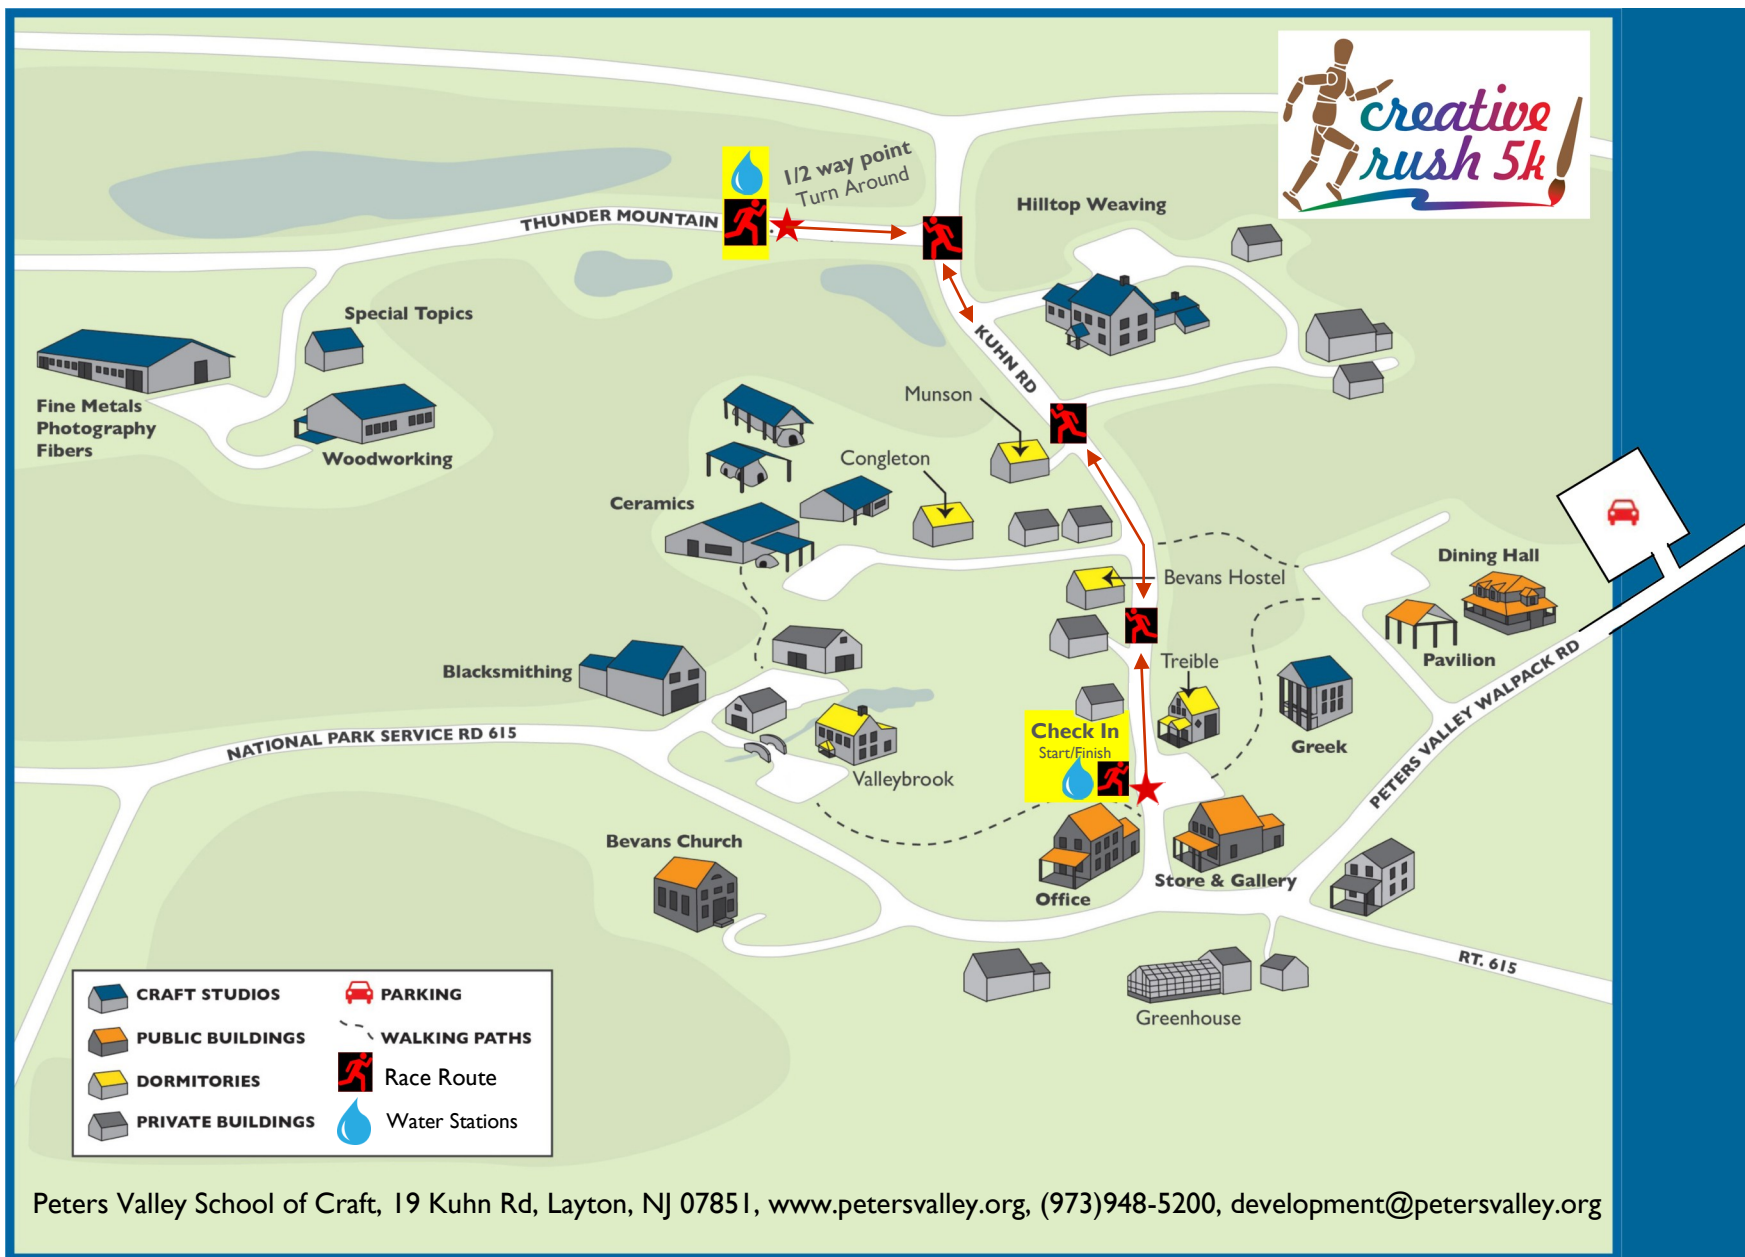 creative
rush 5k
1/2 way point
Turn Around
THUNDER MOUNTAIN
Hilltop Weaving
Special Topics
KUHN RD
Fine Metals
Photography
Fibers
Woodworking
Munson
Congleton
Ceramics
Dining Hall
Bevans Hostel
Pavilion
Blacksmithing
Treible
NATIONAL PARK SERVICE RD 615
Check In
Start/Finish
Greek
PETERS VALLEY WALPACK RD
Valleybrook
Bevans Church
Store & Gallery
Office
RT. 615
Greenhouse
CRAFT STUDIOS
PUBLIC BUILDINGS
DORMITORIES
PRIVATE BUILDINGS
PARKING
WALKING PATHS
Race Route
Water Stations
Peters Valley School of Craft, 19 Kuhn Rd, Layton, NJ 07851, www.petersvalley.org, (973)948-5200, development@petersvalley.org